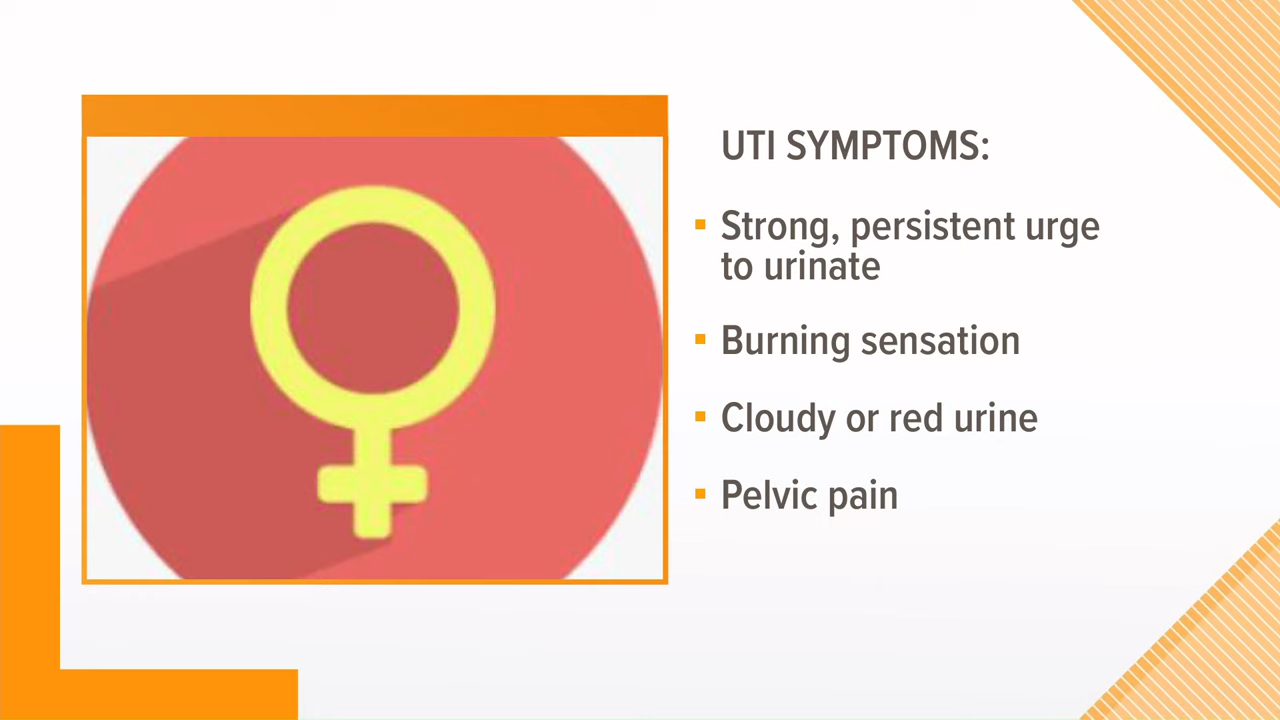 UTI SYMPTOMS:
Strong, persistent urge
to urinate
Burning sensation
Cloudy or red urine
Pelvic pain